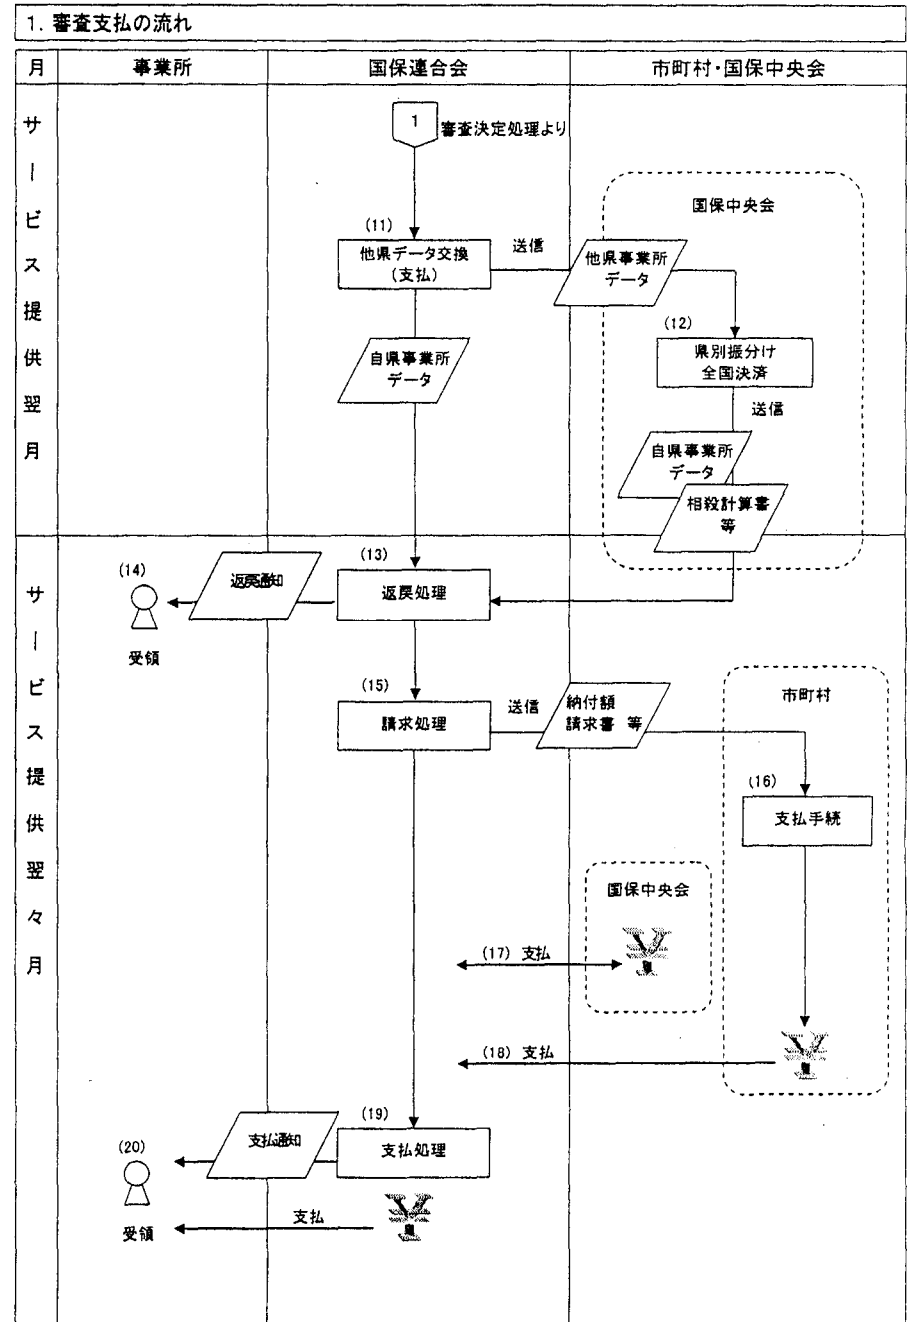 1. 審査支払の流れ
月
事業所
国保連合会
市町村・国保中央会
サービス提供翌月
1
審査決定処理より
国保中央会
(11)
他県データ交換
(支払)
送信
他県事業所
データ
(12)
県別振分け
全国決済
自県事業所
データ
送信
自県事業所
データ
相殺計算書
等
サービス提供翌々月
(13)
返戻処理
返戻通知
(14)
受領
(15)
請求処理
送信
納付額
請求書 等
市町村
(16)
支払手続
国保中央会
¥
(17) 支払
(18) 支払
¥
(19)
支払処理
支払通知
(20)
受領
支払
¥